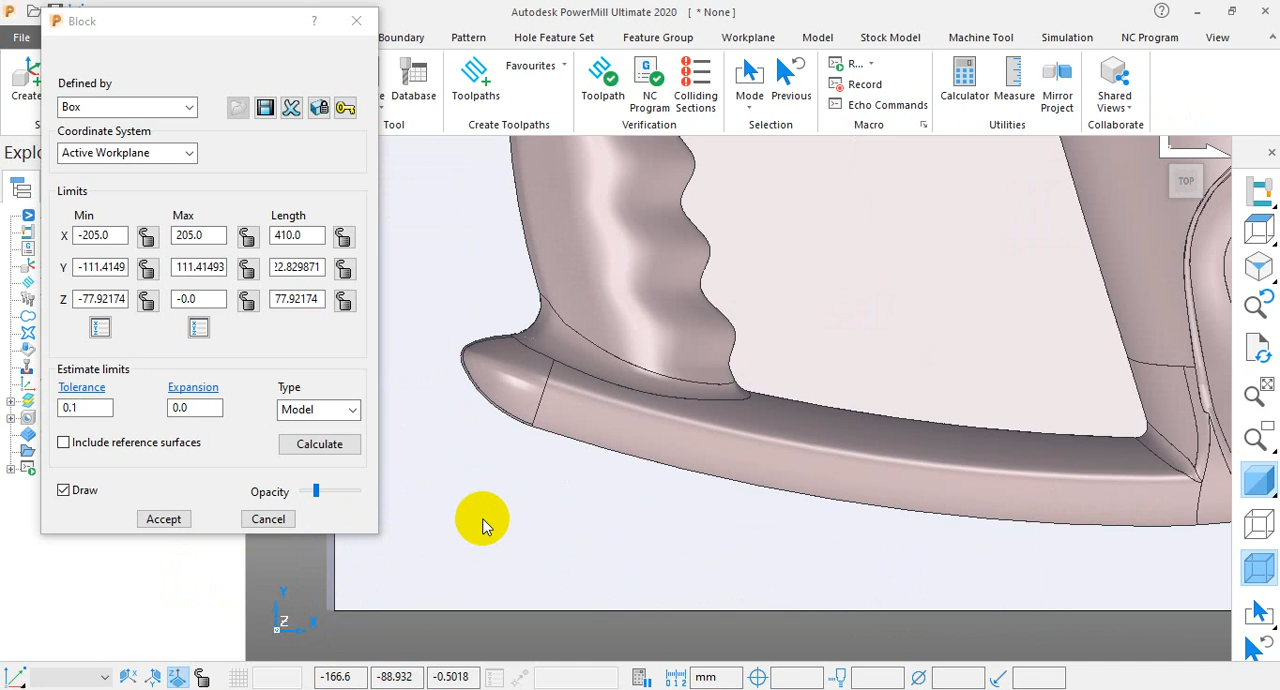 Block
?
Autodesk PowerMill Ultimate 2020 [ * None ]
File
Boundary
Pattern
Hole Feature Set
Feature Group
Workplane
Model
Stock Model
Machine Tool
Simulation
NC Program
View
Create
Database
Tool
Toolpaths
Favourites
Create Toolpaths
Toolpath
NC Program
Colliding Sections
Verification
Mode
Previous
Selection
R...
Record
Echo Commands
Macro
Calculator
Measure
Mirror Project
Utilities
Shared Views
Collaborate
Defined by
Box
Coordinate System
Active Workplane
Limits
Min Max Length
X -205.0 205.0 410.0
Y -111.4149 111.41493 !2.829871
Z -77.92174 -0.0 77.92174
Estimate limits
Tolerance Expansion Type
0.1 0.0 Model
Include reference surfaces Calculate
Draw Opacity
Accept Cancel
Explo
TOP
Y
Z
X
-166.6 -88.932 -0.5018 mm